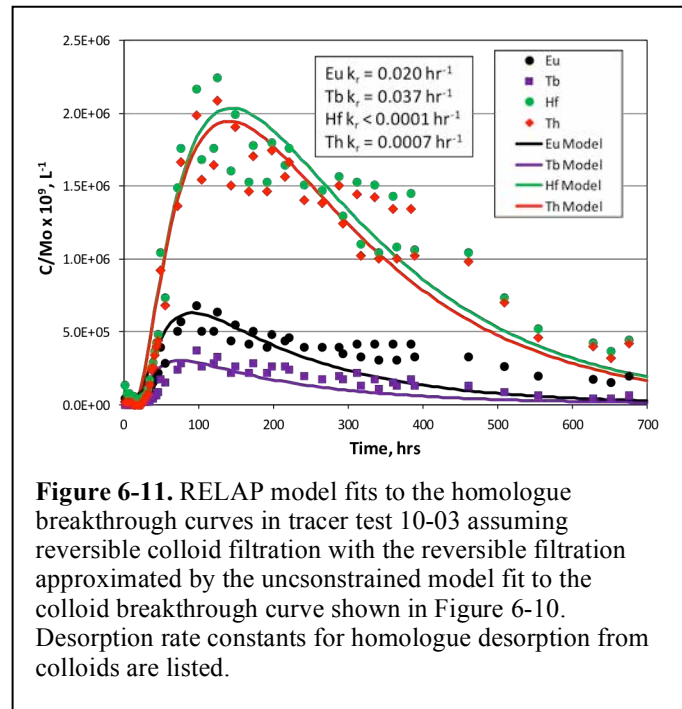 2.5E+06
2.0E+06
1.5E+06
1.0E+06
5.0E+05
0.0E+00
C/Mo x 10⁹, L⁻¹
0
100
200
300
400
500
600
700
Time, hrs
Eu kᵣ = 0.020 hr⁻¹
Tb kᵣ = 0.037 hr⁻¹
Hf kᵣ < 0.0001 hr⁻¹
Th kᵣ = 0.0007 hr⁻¹
Eu
Tb
Hf
Th
Eu Model
Tb Model
Hf Model
Th Model
Figure 6-11. RELAP model fits to the homologue
breakthrough curves in tracer test 10-03 assuming
reversible colloid filtration with the reversible filtration
approximated by the uncsonstrained model fit to the
colloid breakthrough curve shown in Figure 6-10.
Desorption rate constants for homologue desorption from
colloids are listed.